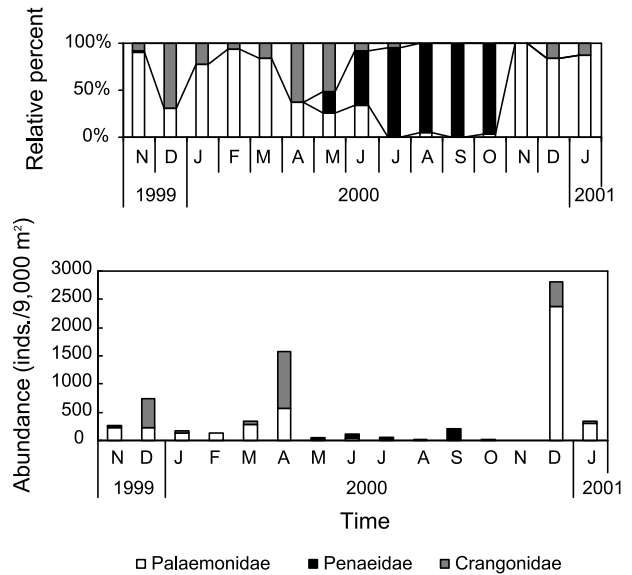 Relative percent
100%
50%
0%
N D J F M A M J J A S O N D J
1999 2000 2001
Abundance (inds./9,000 m²)
3000
2500
2000
1500
1000
500
0
N D J F M A M J J A S O N D J
1999 2000 2001
Time
Palaemonidae Penaeidae Crangonidae